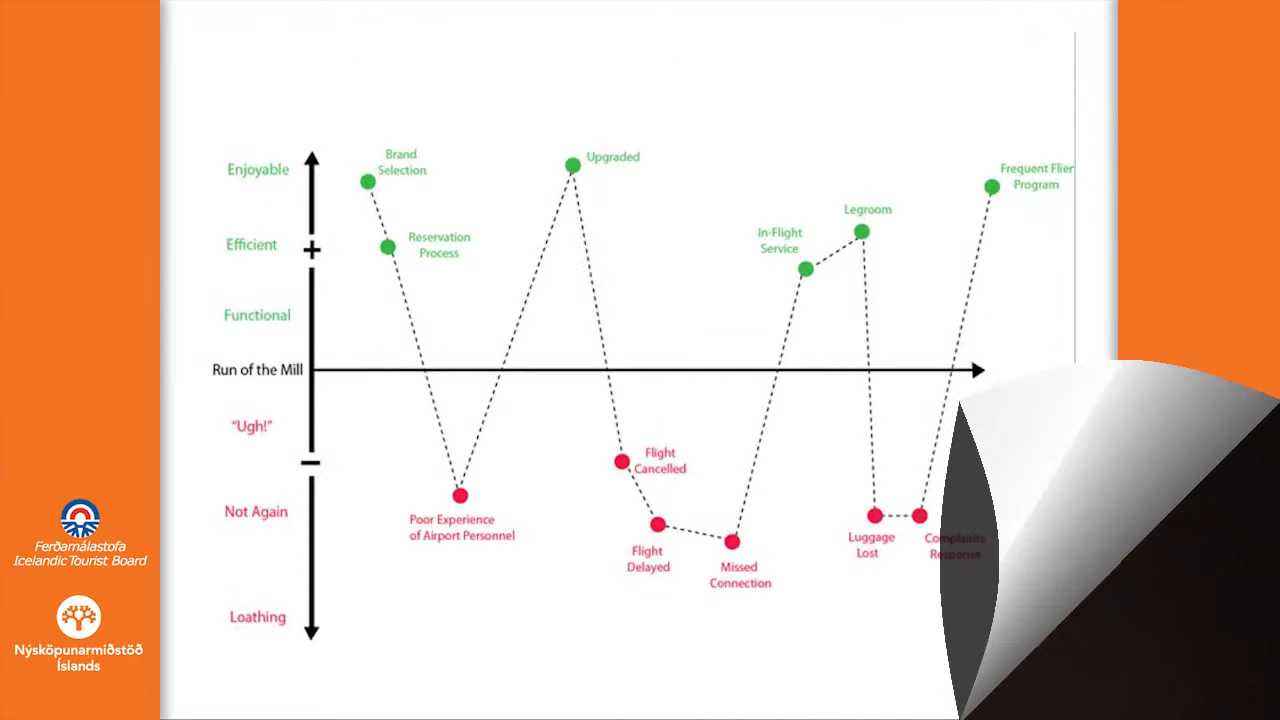 Enjoyable
Efficient
Functional
Run of the Mill
“Ugh!”
Not Again
Loathing
Brand
Selection
Reservation
Process
Poor Experience
of Airport Personnel
Upgraded
Flight
Cancelled
Flight
Delayed
Missed
Connection
In-Flight
Service
Legroom
Luggage
Lost
Complaints
Response
Frequent Flier
Program
Ferðamálastofa
Icelandic Tourist Board
Nýsköpunarmiðstöð
Íslands